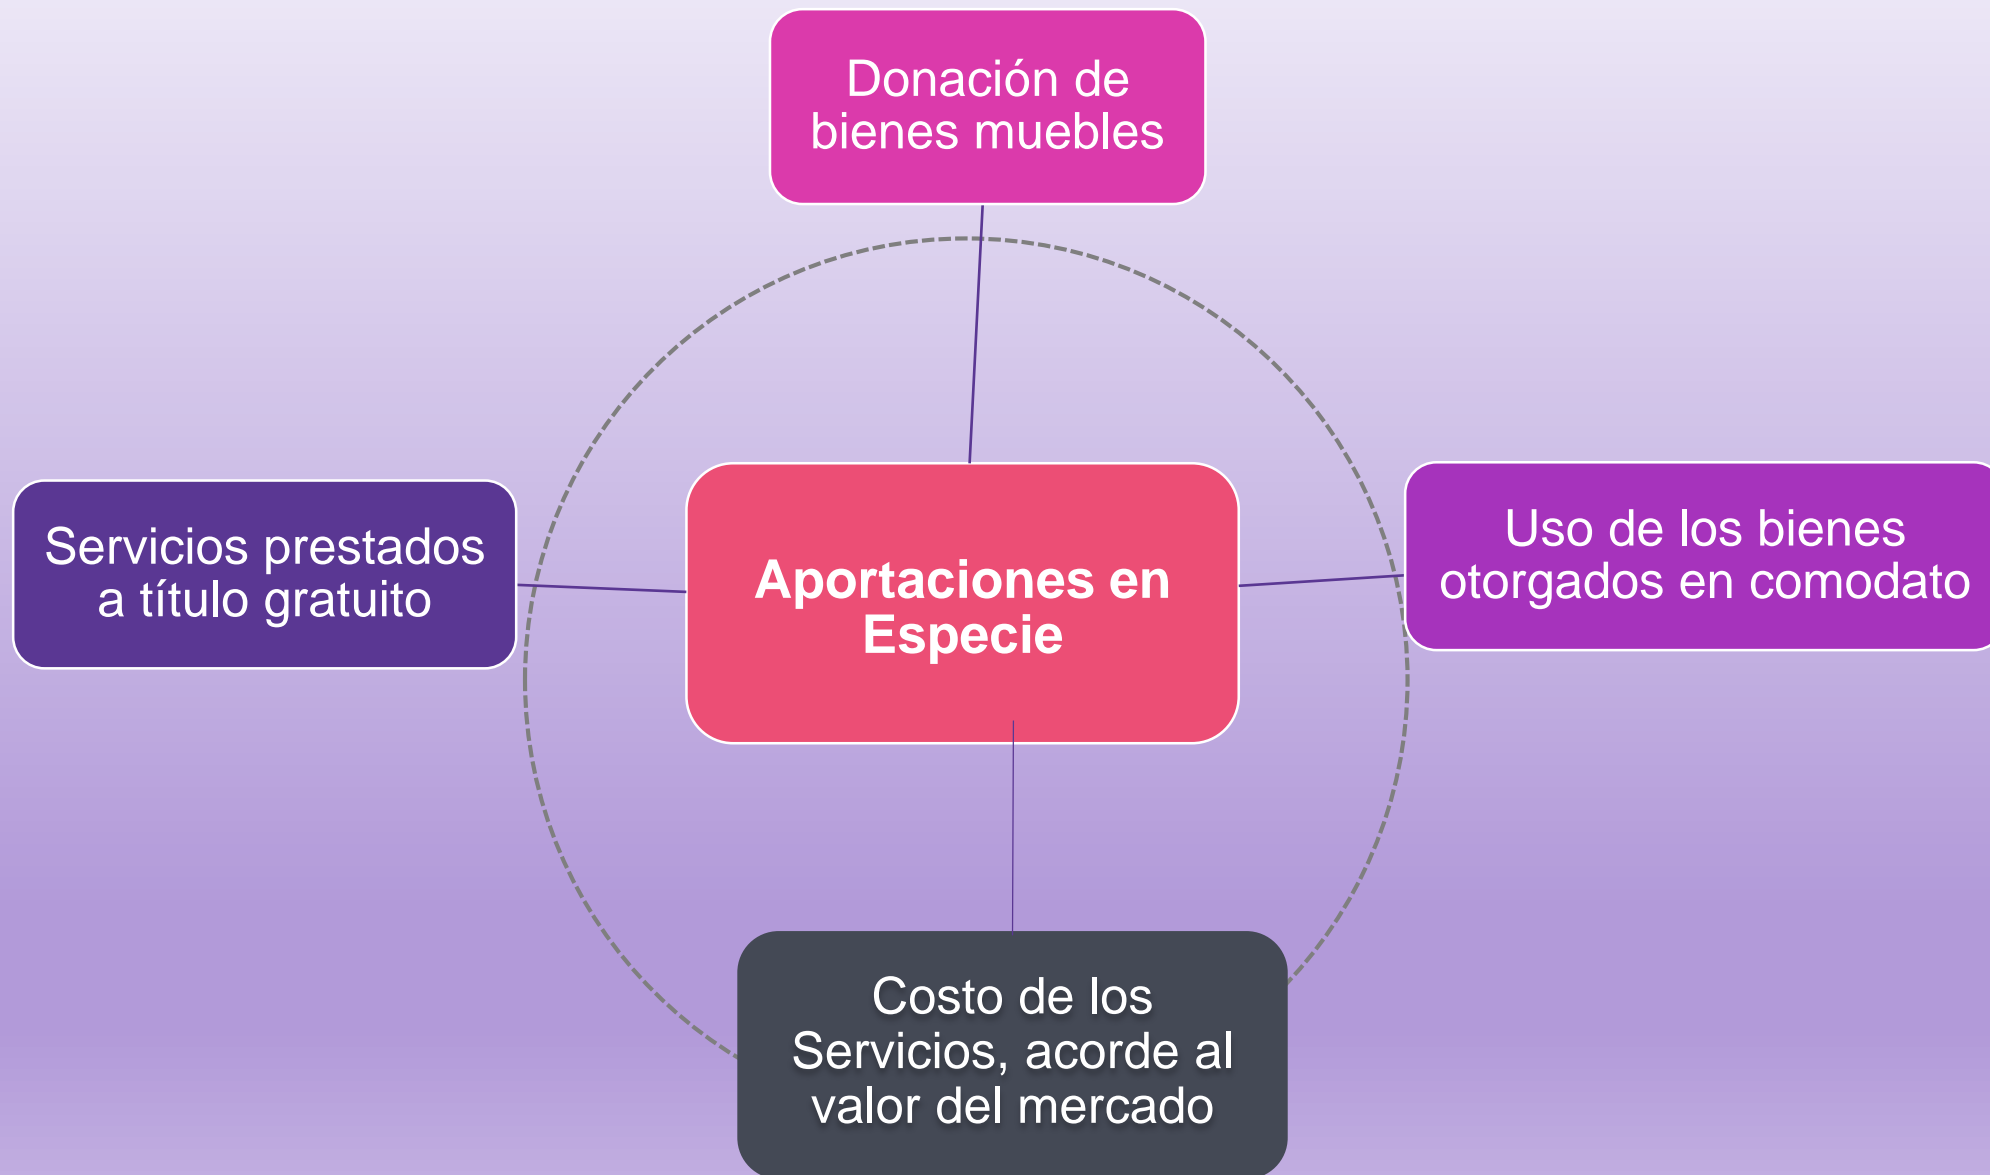 Donación de
bienes muebles
Servicios prestados
a título gratuito
Aportaciones en
Especie
Uso de los bienes
otorgados en comodato
Costo de los
Servicios, acorde al
valor del mercado